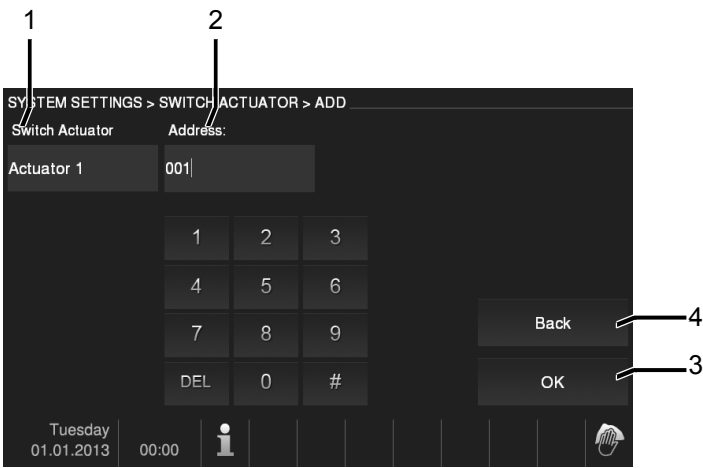 1 2
SYSTEM SETTINGS > SWITCH ACTUATOR > ADD
Switch Actuator Address:
Actuator 1 001
1 2 3
4 5 6
7 8 9
Back 4
3
DEL 0 # OK
Tuesday
01.01.2013 00:00 i